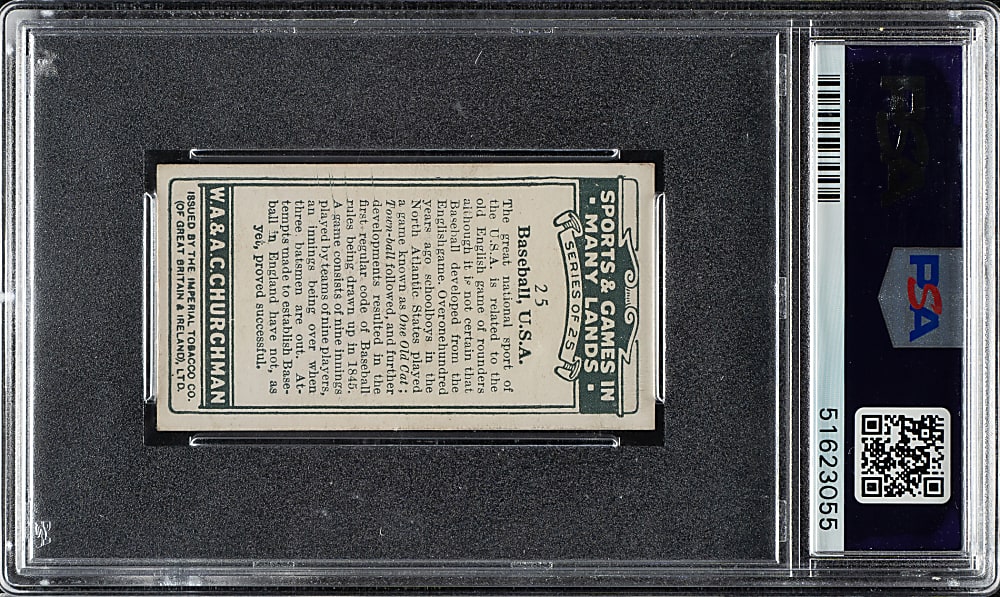 SPORTS & GAMES IN
• MANY LANDS •
SERIES OF 25
25
Baseball, U.S.A.
The great national sport of
the U.S.A. is related to the
old English game of rounders
although it is not certain that
Baseball developed from the
English game. Over one hundred
years ago schoolboys in the
North Atlantic States played
a game known as One Old Cat;
Town-ball followed, and further
developments resulted in the
first regular code of Baseball
rules being drawn up in 1845.
A game consists of nine innings
played by teams of nine players,
an innings being over when
three batsmen are out. At-
tempts made to establish Base-
ball in England have not, as
yet, proved successful.
W.A. & A.C. CHURCHMAN
ISSUED BY THE IMPERIAL TOBACCO CO.
(OF GREAT BRITAIN & IRELAND), LTD.
PSA
PSA
51623055